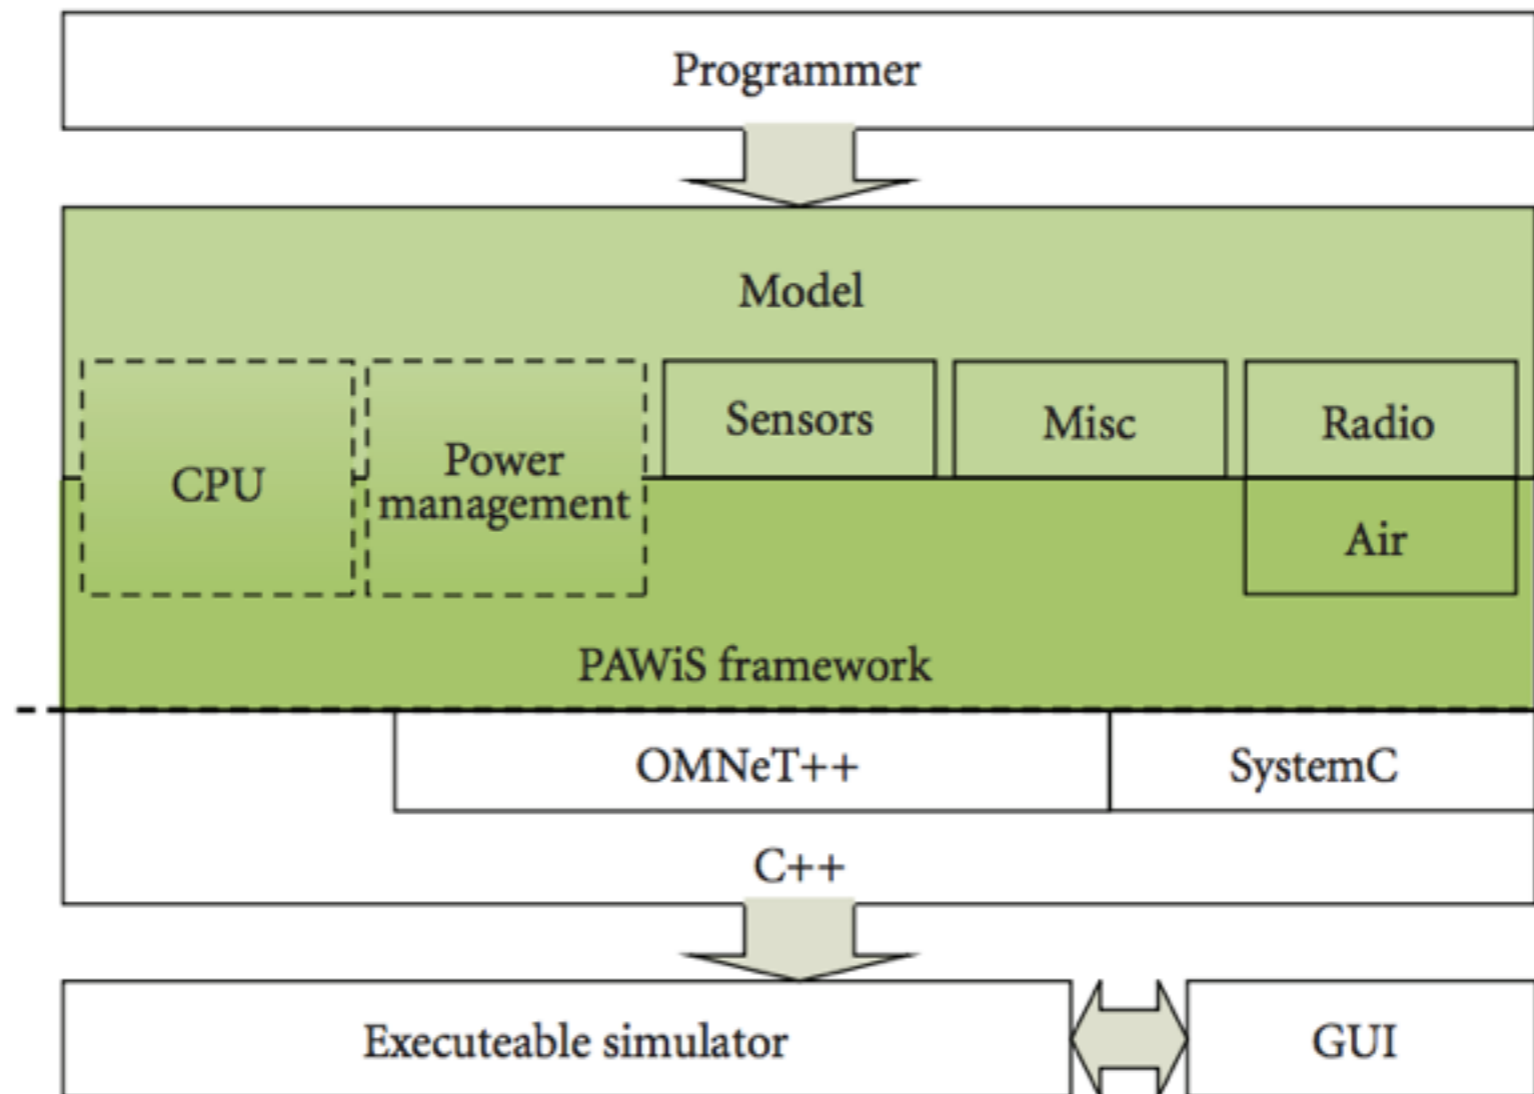 Programmer
Model
CPU
Power
management
Sensors
Misc
Radio
Air
PAWiS framework
OMNeT++
SystemC
C++
Executeable simulator
GUI